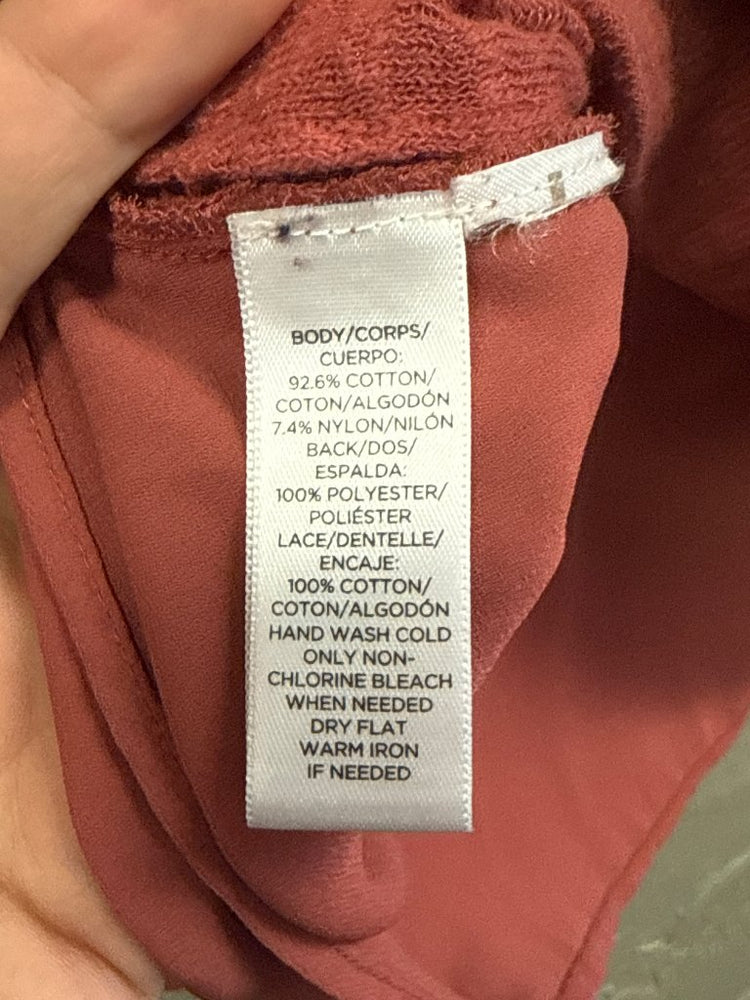 BODY/CORPS/
CUERPO:
92.6% COTTON/
COTON/ALGODÓN
7.4% NYLON/NILÓN
BACK/DOS/
ESPALDA:
100% POLYESTER/
POLIÉSTER
LACE/DENTELLE/
ENCAJE:
100% COTTON/
COTON/ALGODÓN
HAND WASH COLD
ONLY NON-
CHLORINE BLEACH
WHEN NEEDED
DRY FLAT
WARM IRON
IF NEEDED